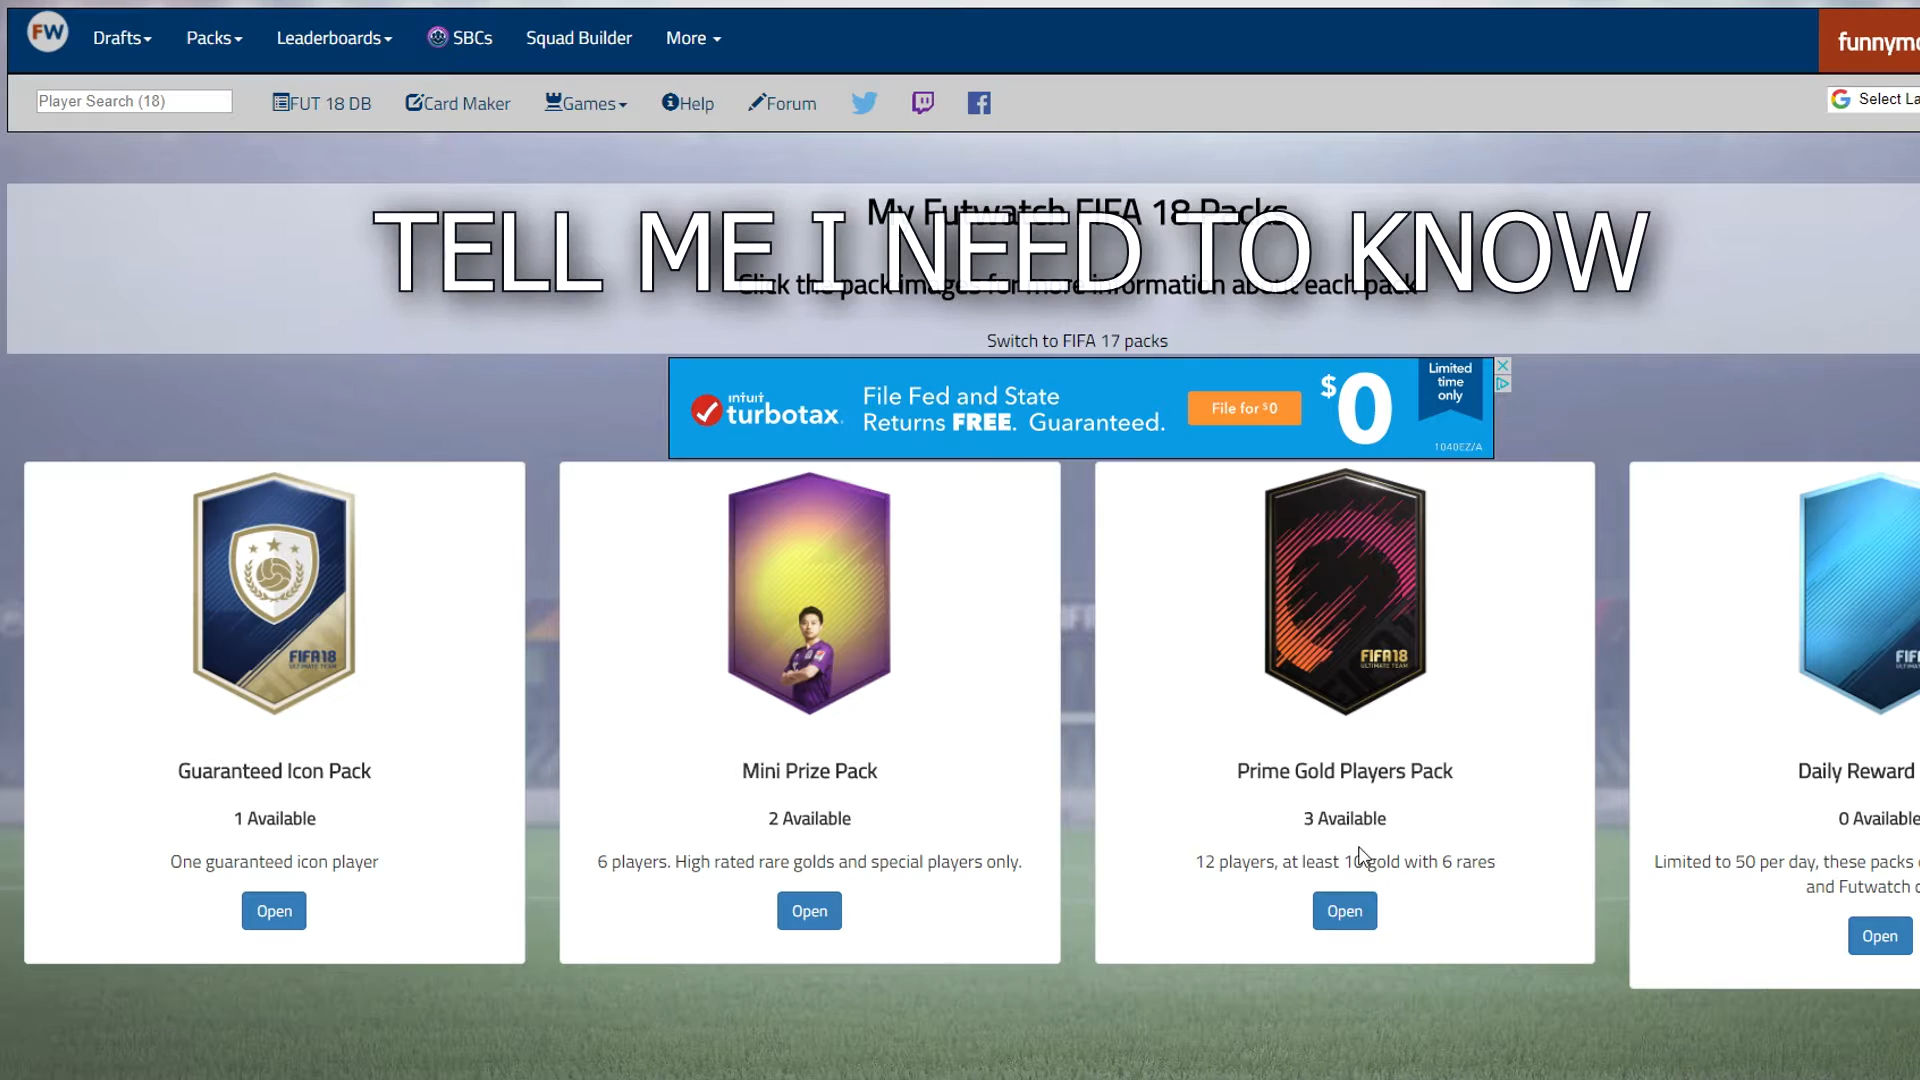 FW Drafts Packs Leaderboards SBCs Squad Builder More funnymo
Player Search (18) FUT 18 DB Card Maker Games Help Forum Select La
My Futwatch FIFA 18 Packs
TELL ME I NEED TO KNOW
Click the pack images for more information about each pack
Switch to FIFA 17 packs
intuit turbotax.
File Fed and State
Returns FREE. Guaranteed.
File for $0
$0
Limited
time
only
1040EZ/A
FIFA18
ULTIMATE TEAM
FIFA18
ULTIMATE TEAM
FIF
Guaranteed Icon Pack
1 Available
One guaranteed icon player
Open
Mini Prize Pack
2 Available
6 players. High rated rare golds and special players only.
Open
Prime Gold Players Pack
3 Available
12 players, at least 10 gold with 6 rares
Open
Daily Reward
0 Available
Limited to 50 per day, these packs
and Futwatch
Open